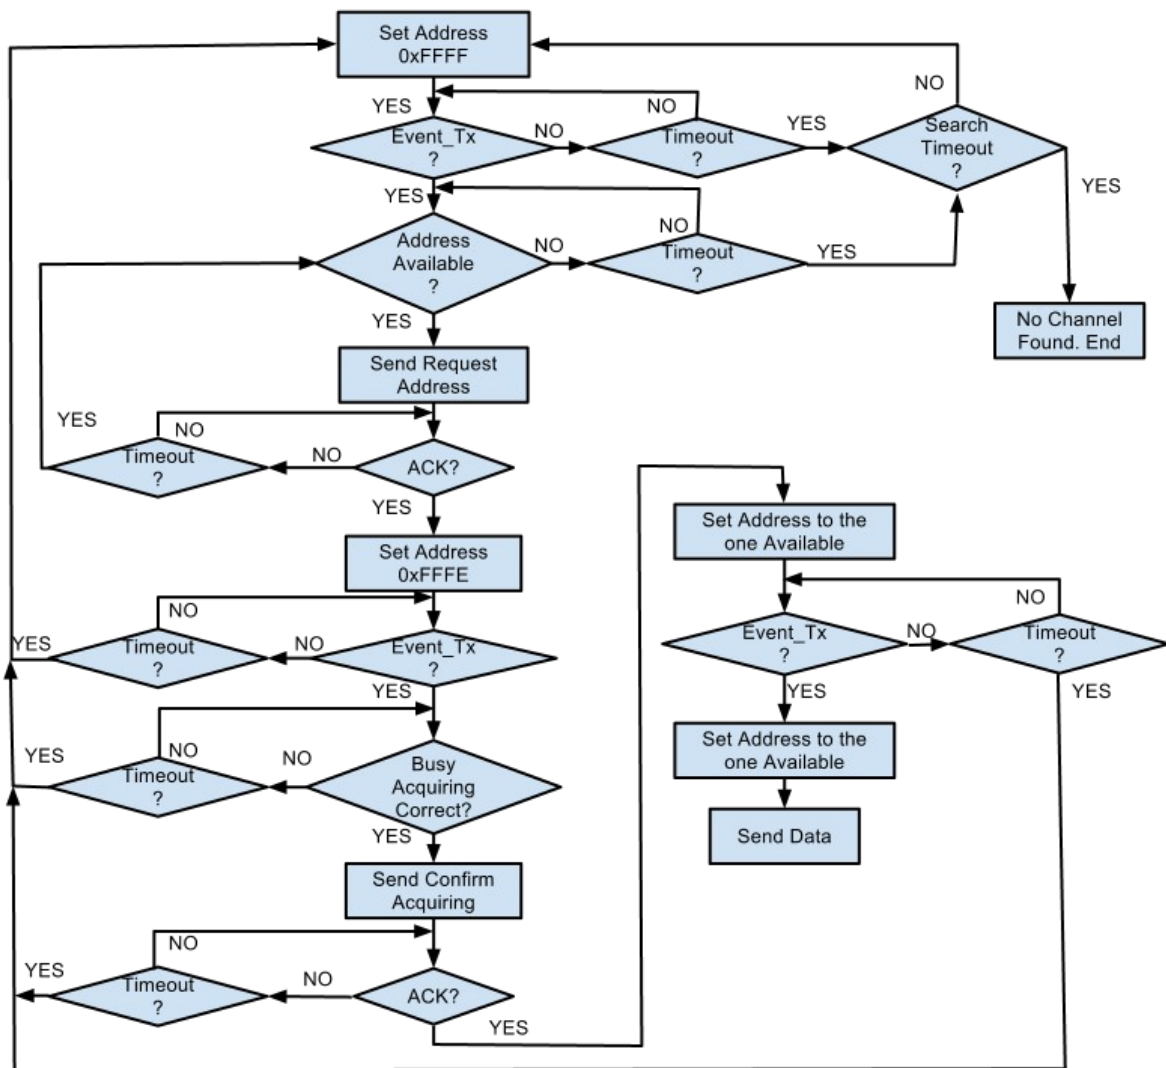 Set Address
0xFFFF
NO
YES
NO
Event_Tx
?
NO
Timeout
?
YES
Search
Timeout
?
YES
YES
NO
Address
Available
?
NO
Timeout
?
YES
YES
No Channel
Found. End
Send Request
Address
YES
NO
Timeout
?
NO
ACK?
YES
Set Address
0xFFFE
NO
YES
Timeout
?
NO
Event_Tx
?
YES
YES
NO
Timeout
?
NO
Busy
Acquiring
Correct?
YES
Send Confirm
Acquiring
NO
YES
Timeout
?
NO
ACK?
YES
Set Address to the
one Available
NO
Event_Tx
?
NO
Timeout
?
YES
YES
Set Address to the
one Available
Send Data